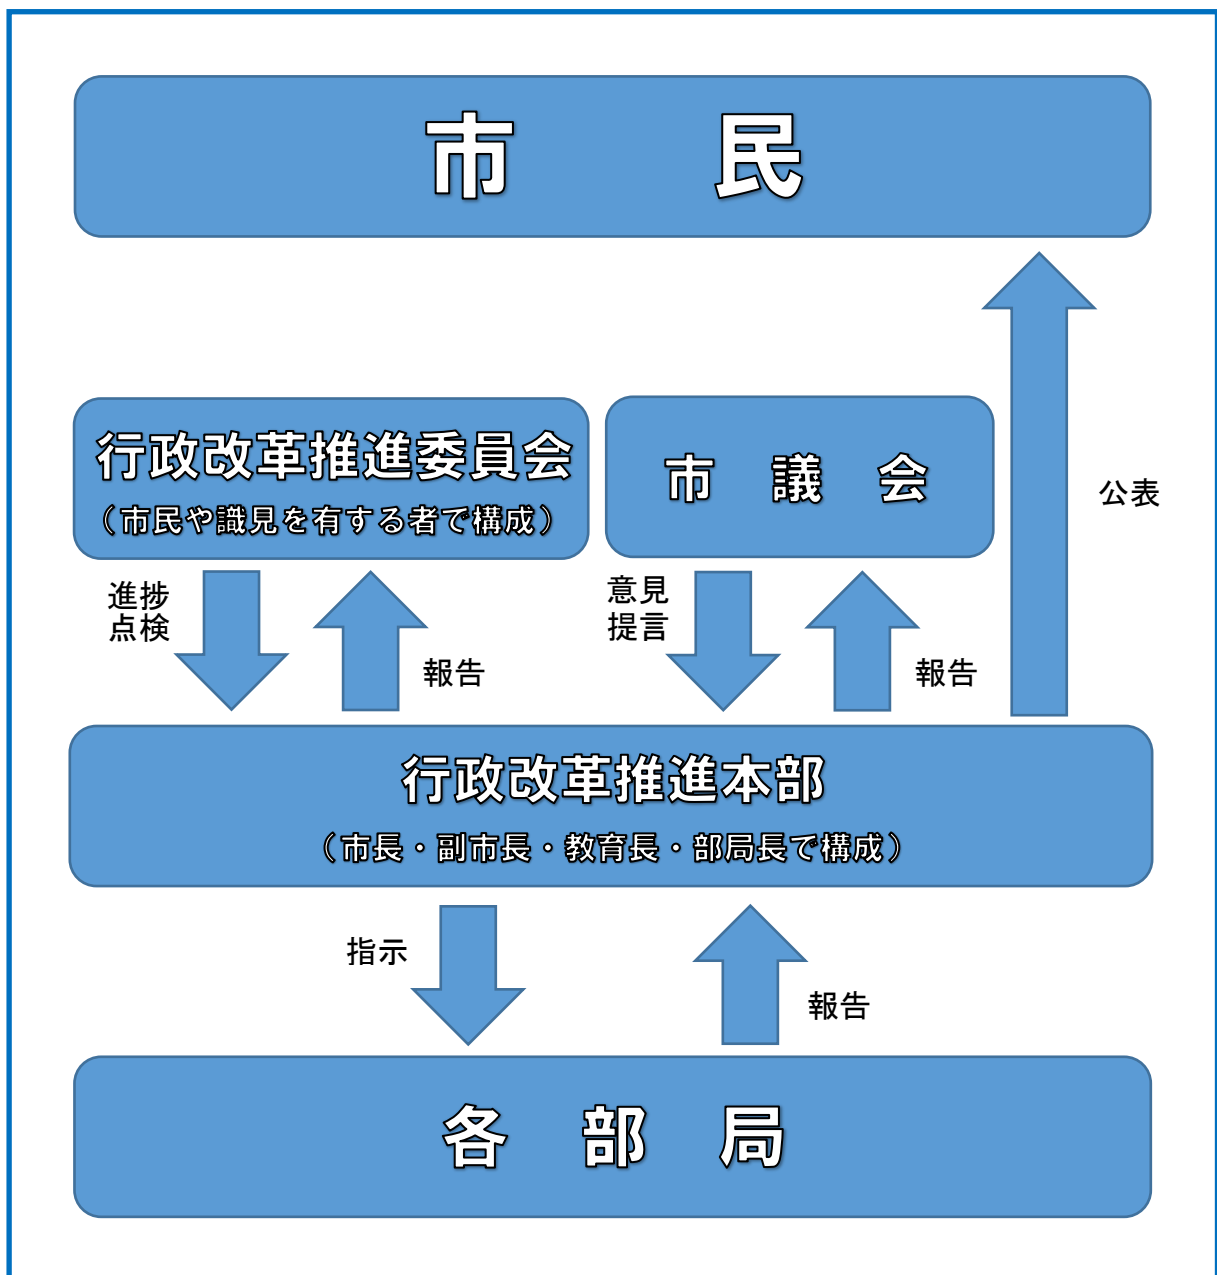 市　民
行政改革推進委員会
（市民や識見を有する者で構成）
市　議　会
公表
進捗
点検
報告
意見
提言
報告
行政改革推進本部
（市長・副市長・教育長・部局長で構成）
指示
報告
各　部　局